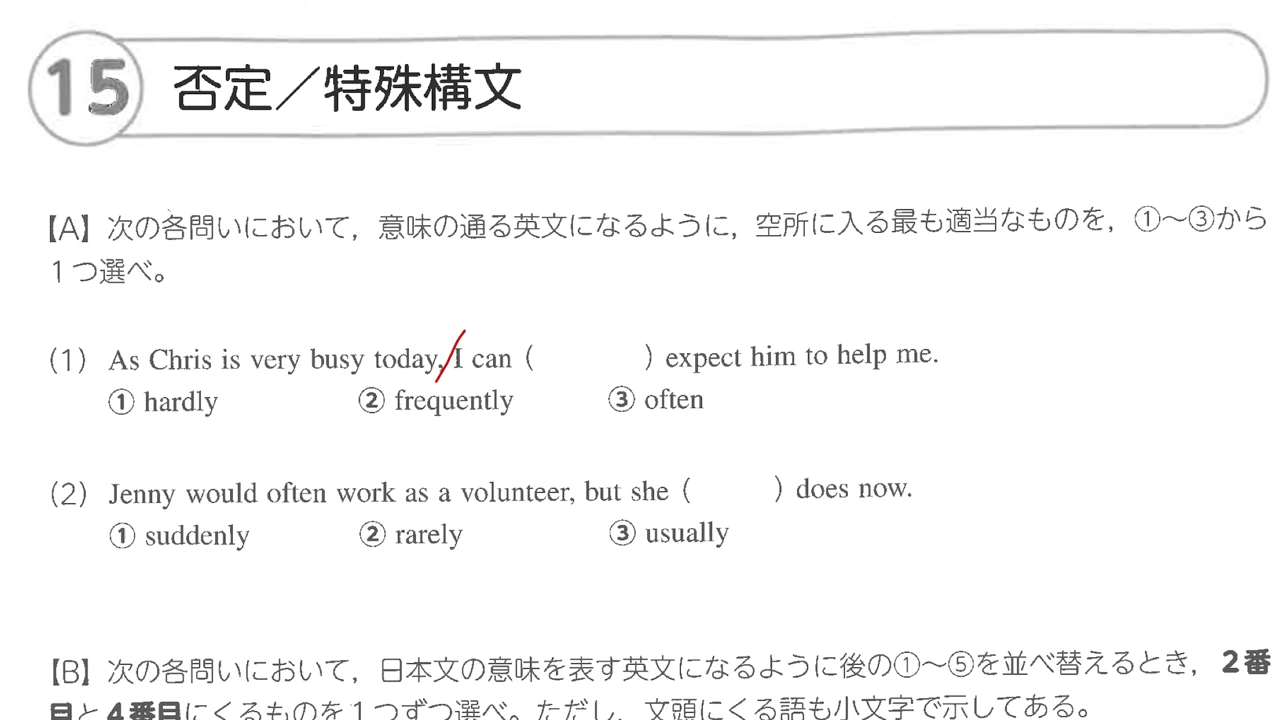 15 否定／特殊構文
【A】次の各問いにおいて，意味の通る英文になるように，空所に入る最も適当なものを，①～③から
１つ選べ。
(1) As Chris is very busy today, I can (   ) expect him to help me.
① hardly ② frequently ③ often
(2) Jenny would often work as a volunteer, but she (   ) does now.
① suddenly ② rarely ③ usually
【B】次の各問いにおいて，日本文の意味を表す英文になるように後の①～⑤を並べ替えるとき，２番
目と４番目にくるものを１つずつ選べ。ただし，文頭にくる語も小文字で示してある。